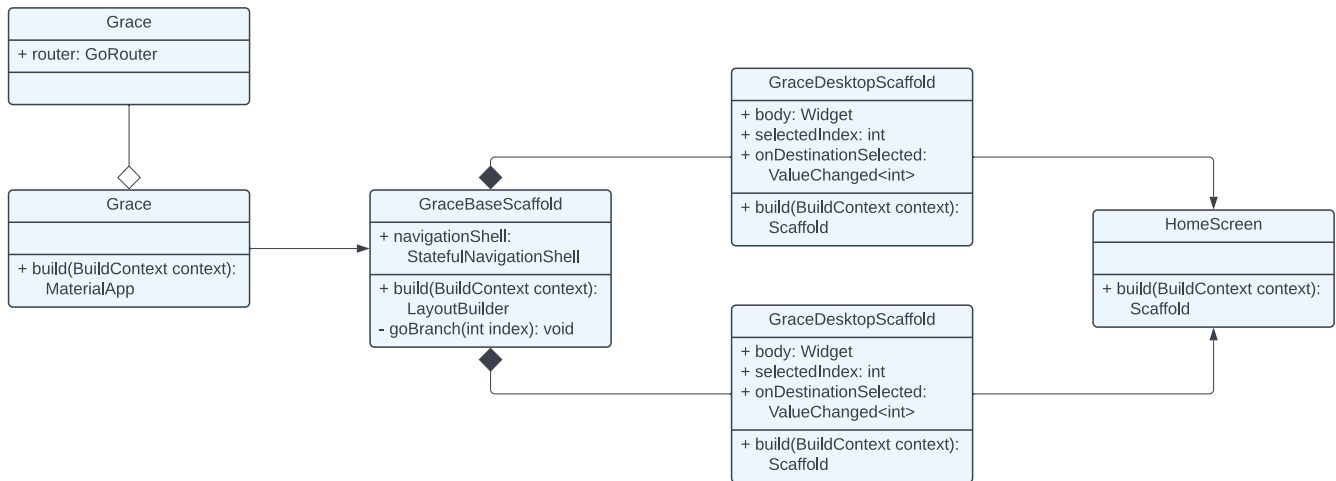 Grace
+ router: GoRouter
Grace
+ build(BuildContext context):
MaterialApp
GraceBaseScaffold
+ navigationShell:
StatefulNavigationShell
+ build(BuildContext context):
LayoutBuilder
- goBranch(int index): void
GraceDesktopScaffold
+ body: Widget
+ selectedIndex: int
+ onDestinationSelected:
ValueChanged<int>
+ build(BuildContext context):
Scaffold
GraceDesktopScaffold
+ body: Widget
+ selectedIndex: int
+ onDestinationSelected:
ValueChanged<int>
+ build(BuildContext context):
Scaffold
HomeScreen
+ build(BuildContext context):
Scaffold